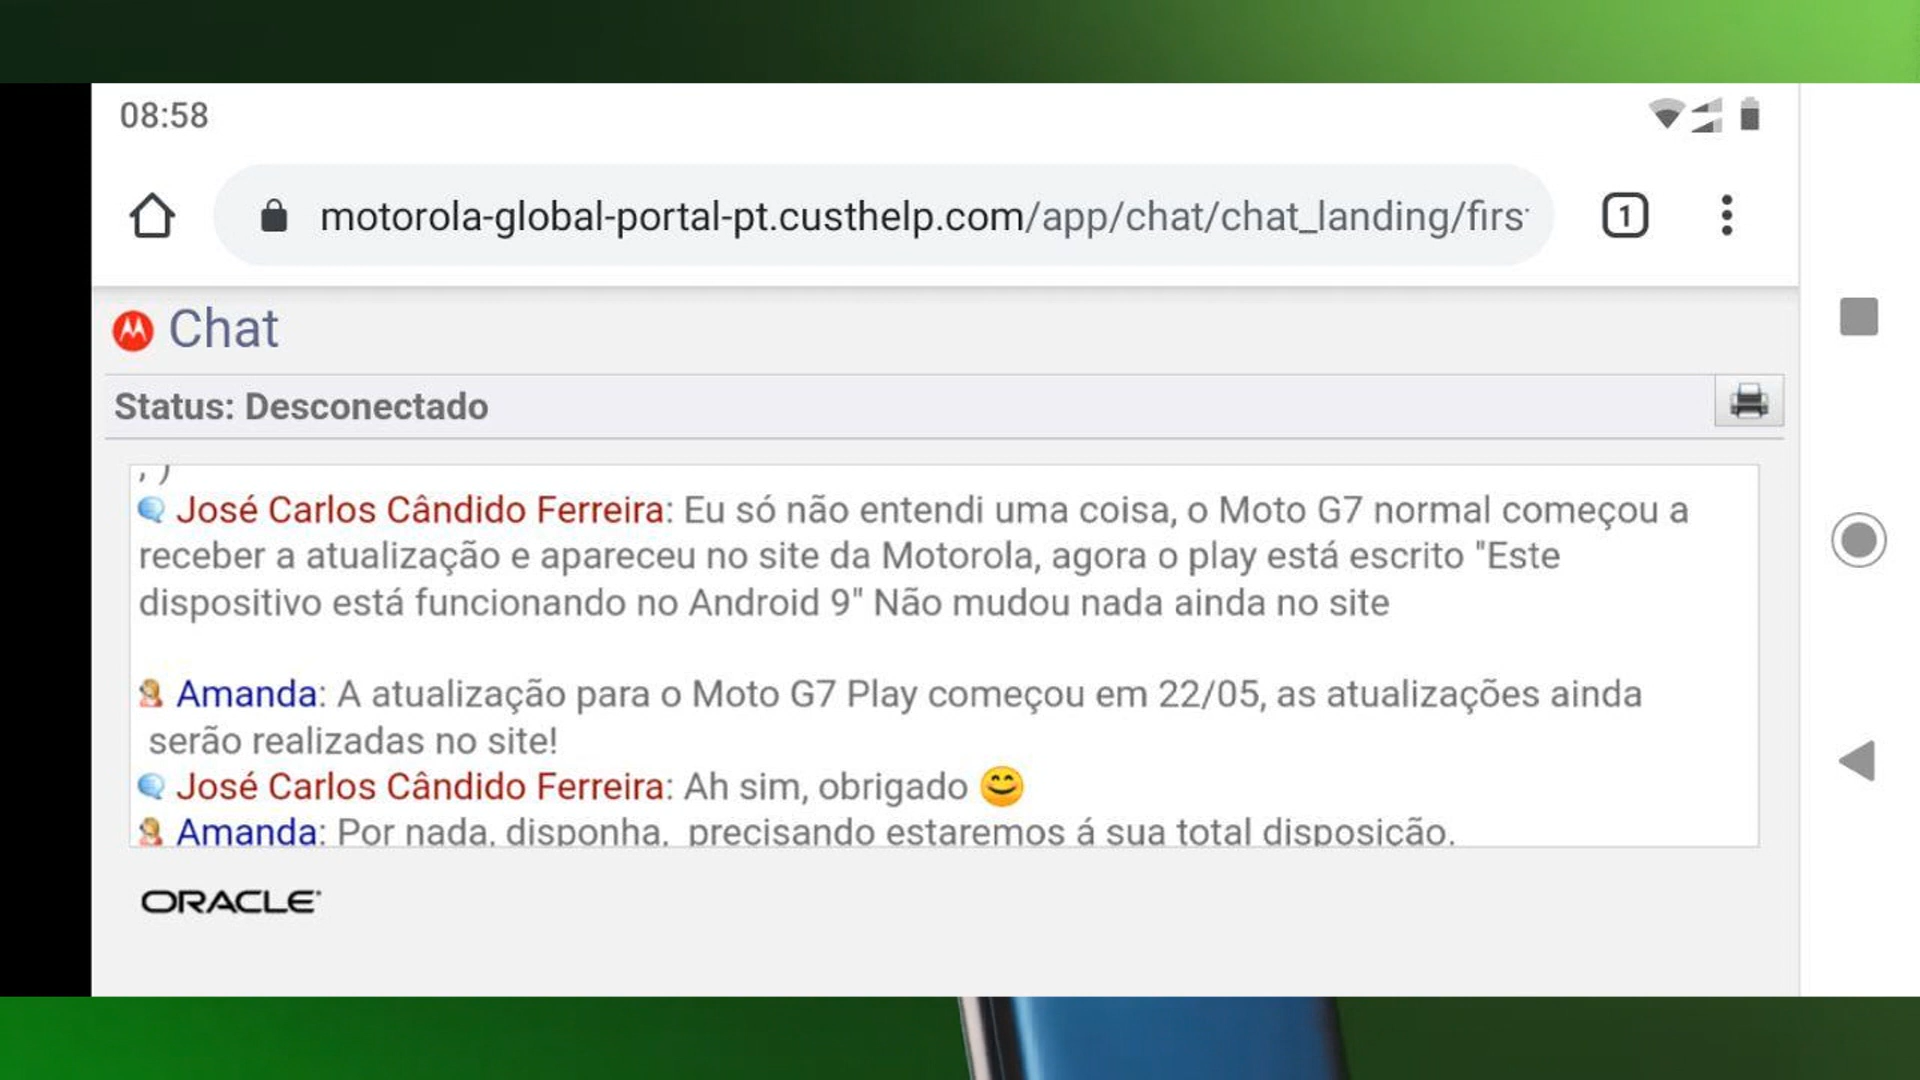 08:58
motorola-global-portal-pt.custhelp.com/app/chat/chat_landing/firs
1
Chat
Status: Desconectado
, )
José Carlos Cândido Ferreira: Eu só não entendi uma coisa, o Moto G7 normal começou a
receber a atualização e apareceu no site da Motorola, agora o play está escrito "Este
dispositivo está funcionando no Android 9" Não mudou nada ainda no site
Amanda: A atualização para o Moto G7 Play começou em 22/05, as atualizações ainda
serão realizadas no site!
José Carlos Cândido Ferreira: Ah sim, obrigado 😊
Amanda: Por nada, disponha, precisando estaremos á sua total disposição.
ORACLE